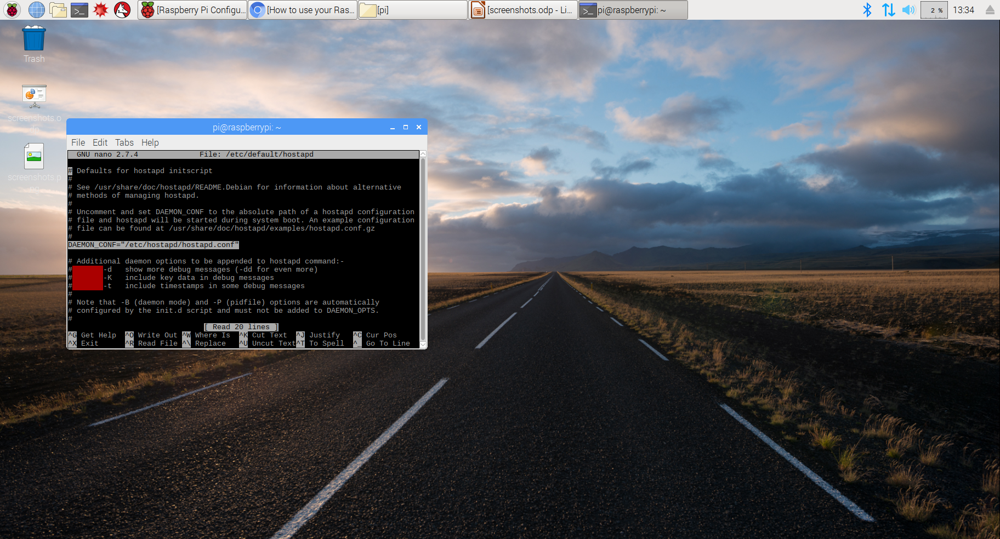 [Raspberry Pi Configu...
[How to use your Ras...
[pi]
[screenshots.odp - Li...
pi@raspberrypi: ~
2 %
13:34
Trash
screenshots.o
dp
screenshots.p
ng
pi@raspberrypi: ~
File Edit Tabs Help
GNU nano 2.7.4 File: /etc/default/hostapd
# Defaults for hostapd initscript
#
# See /usr/share/doc/hostapd/README.Debian for information about alternative
# methods of managing hostapd.
#
# Uncomment and set DAEMON_CONF to the absolute path of a hostapd configuration
# file and hostapd will be started during system boot. An example configuration
# file can be found at /usr/share/doc/hostapd/examples/hostapd.conf.gz
#
DAEMON_CONF="/etc/hostapd/hostapd.conf"
# Additional daemon options to be appended to hostapd command:-
# -d show more debug messages (-dd for even more)
# -K include key data in debug messages
# -t include timestamps in some debug messages
#
# Note that -B (daemon mode) and -P (pidfile) options are automatically
# configured by the init.d script and must not be added to DAEMON_OPTS.
#
[ Read 20 lines ]
^G Get Help ^O Write Out ^W Where Is ^K Cut Text ^J Justify ^C Cur Pos
^X Exit ^R Read File ^\ Replace ^U Uncut Text ^T To Spell ^_ Go To Line